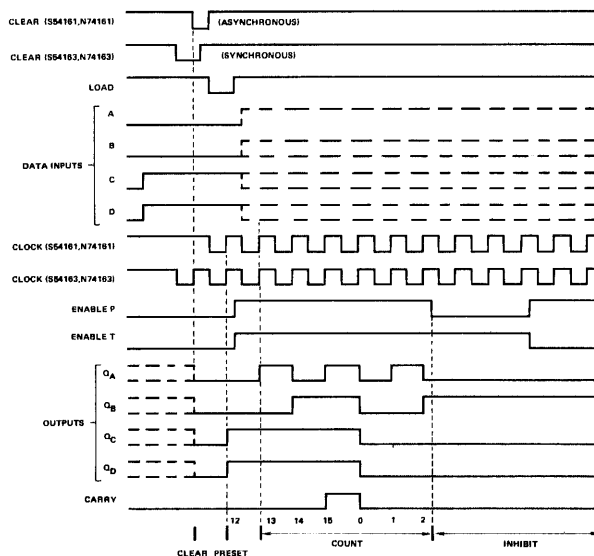 CLEAR (S54161,N74161)
(ASYNCHRONOUS)
CLEAR (S54163,N74163)
(SYNCHRONOUS)
LOAD
A
B
DATA INPUTS
C
D
CLOCK (S54161,N74161)
CLOCK (S54163,N74163)
ENABLE P
ENABLE T
QA
QB
OUTPUTS
QC
QD
CARRY
12 13 14 15 0 1 2
COUNT INHIBIT
CLEAR PRESET